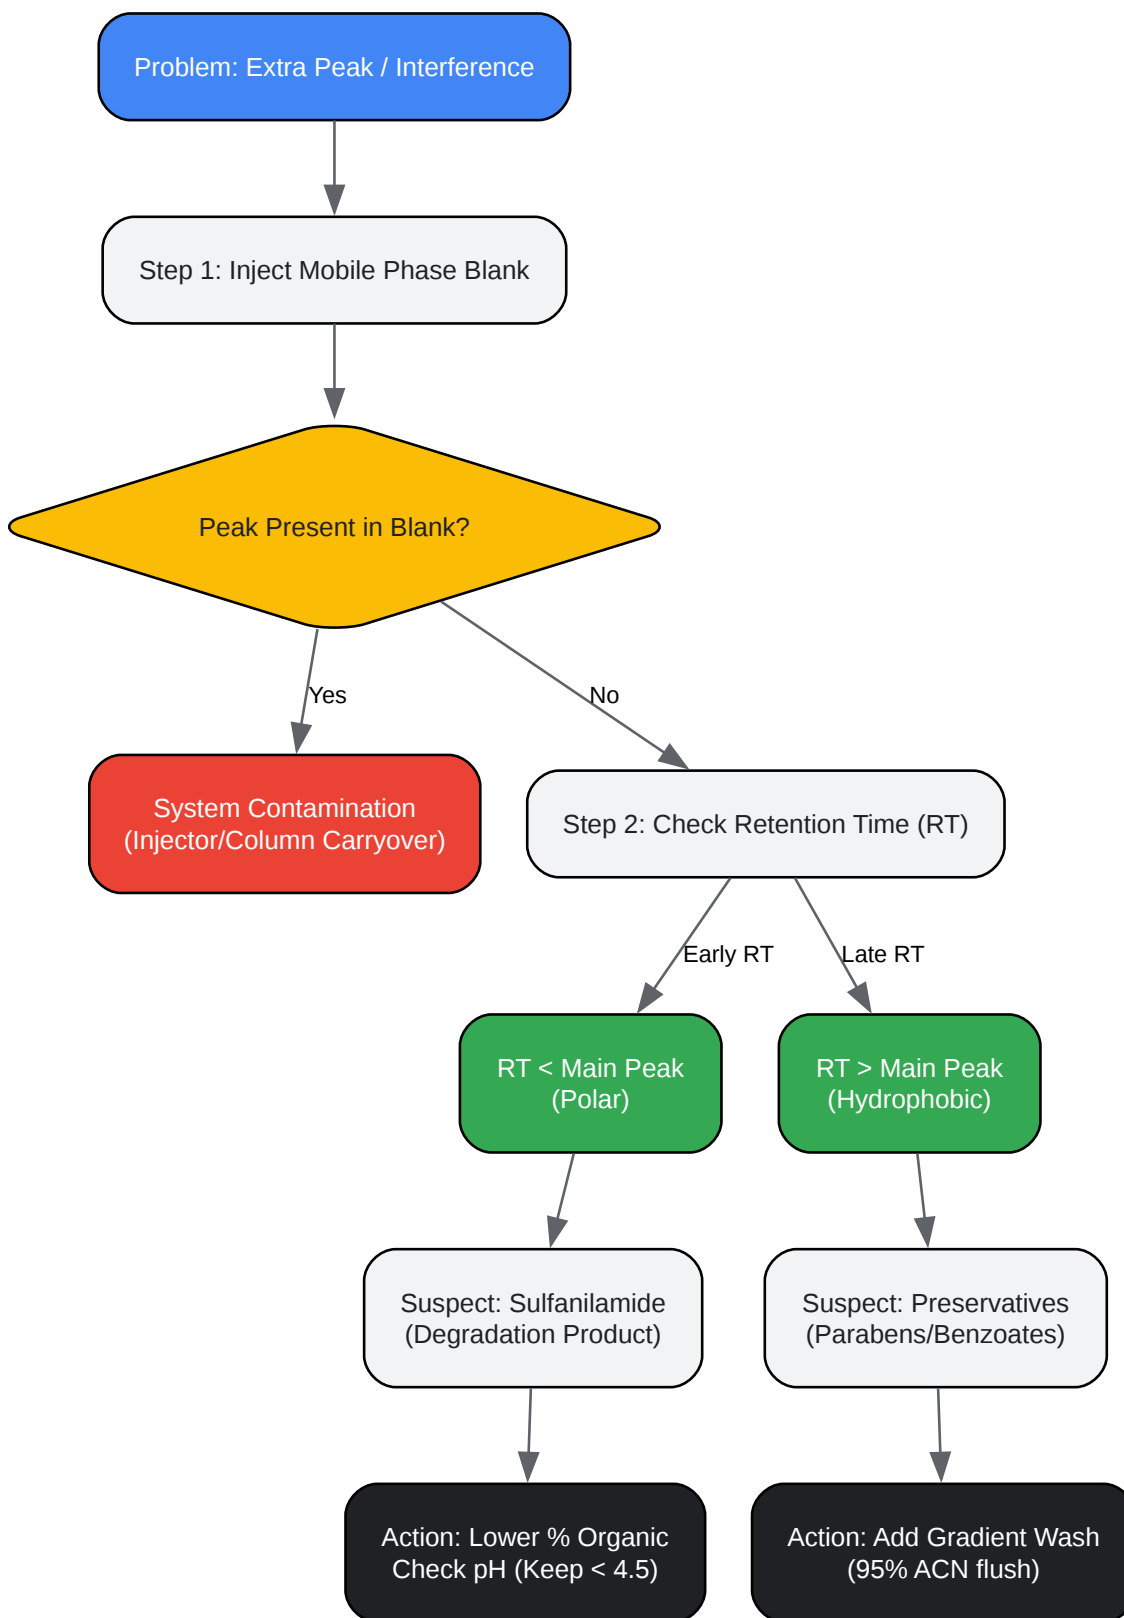 Problem: Extra Peak / Interference
Step 1: Inject Mobile Phase Blank
Peak Present in Blank?
Yes
No
System Contamination
(Injector/Column Carryover)
Step 2: Check Retention Time (RT)
Early RT
Late RT
RT < Main Peak
(Polar)
RT > Main Peak
(Hydrophobic)
Suspect: Sulfanilamide
(Degradation Product)
Suspect: Preservatives
(Parabens/Benzoates)
Action: Lower % Organic
Check pH (Keep < 4.5)
Action: Add Gradient Wash
(95% ACN flush)